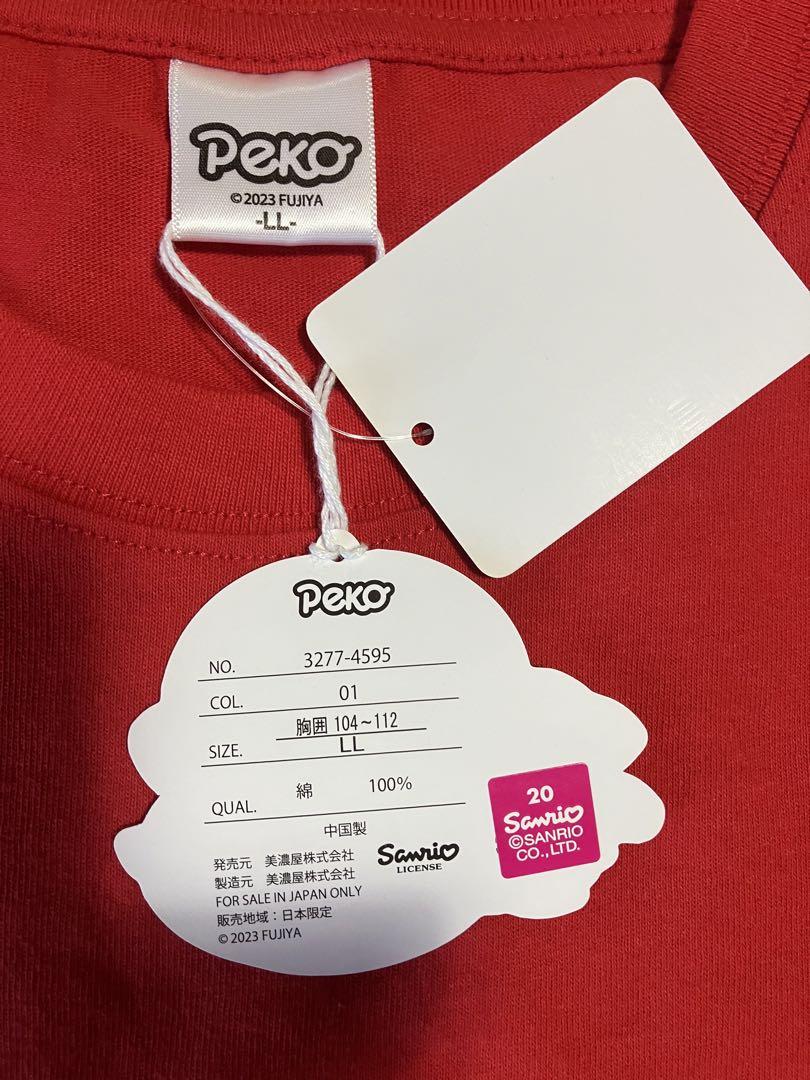 Peko
©2023 FUJIYA
-LL-
Peko
NO. 3277-4595
COL. 01
胸囲 104~112
SIZE. LL
QUAL. 綿 100%
中国製
発売元 美濃屋株式会社
製造元 美濃屋株式会社
FOR SALE IN JAPAN ONLY
販売地域：日本限定
© 2023 FUJIYA
Sanrio
LICENSE
20
Sanrio
©SANRIO
CO.,LTD.